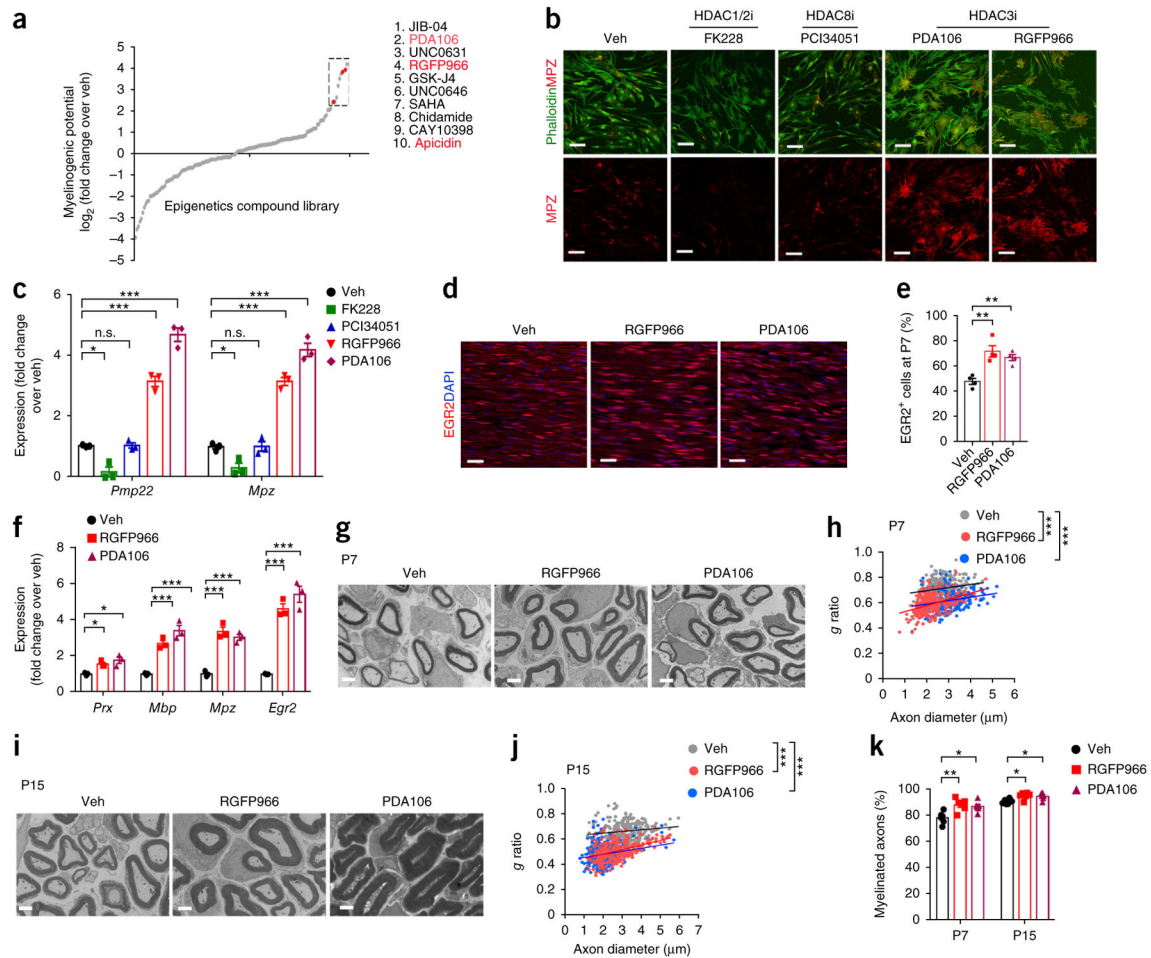 a
Myelinogenic potential
log2 (fold change over veh)
5
4
3
2
1
0
–1
–2
–3
–4
–5
Epigenetics compound library
1. JIB-04
2. PDA106
3. UNC0631
4. RGFP966
5. GSK-J4
6. UNC0646
7. SAHA
8. Chidamide
9. CAY10398
10. Apicidin
b
HDAC1/2i HDAC8i HDAC3i
Veh FK228 PCI34051 PDA106 RGFP966
PhalloidinMPZ
MPZ
c
Expression (fold change
over veh)
6
4
2
0
*** ***
*** ***
n.s. n.s.
* *
Pmp22 Mpz
Veh
FK228
PCI34051
RGFP966
PDA106
d
Veh RGFP966 PDA106
EGR2DAPI
e
EGR2+ cells at P7 (%)
100
80
60
40
20
0
**
**
Veh
RGFP966
PDA106
f
Veh
RGFP966
PDA106
Expression
(fold change over veh)
8
6
4
2
0
* *** *** ***
* *** *** ***
Prx Mbp Mpz Egr2
g
P7
Veh RGFP966 PDA106
h
P7
Veh
RGFP966
PDA106
***
***
g ratio
1.0
0.8
0.6
0.4
0.2
0
0 1 2 3 4 5 6
Axon diameter (μm)
i
P15
Veh RGFP966 PDA106
j
P15
Veh
RGFP966
PDA106
***
***
g ratio
1.0
0.8
0.6
0.4
0.2
0
0 1 2 3 4 5 6 7
Axon diameter (μm)
k
Veh
RGFP966
PDA106
Myelinated axons (%)
100
80
60
40
20
0
* *
** *
P7 P15